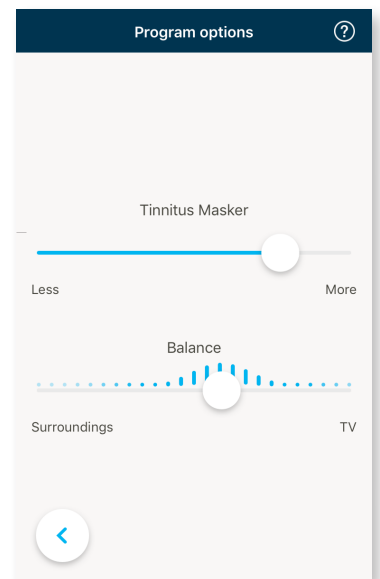 Program options ?
Tinnitus Masker
Less More
Balance
Surroundings TV